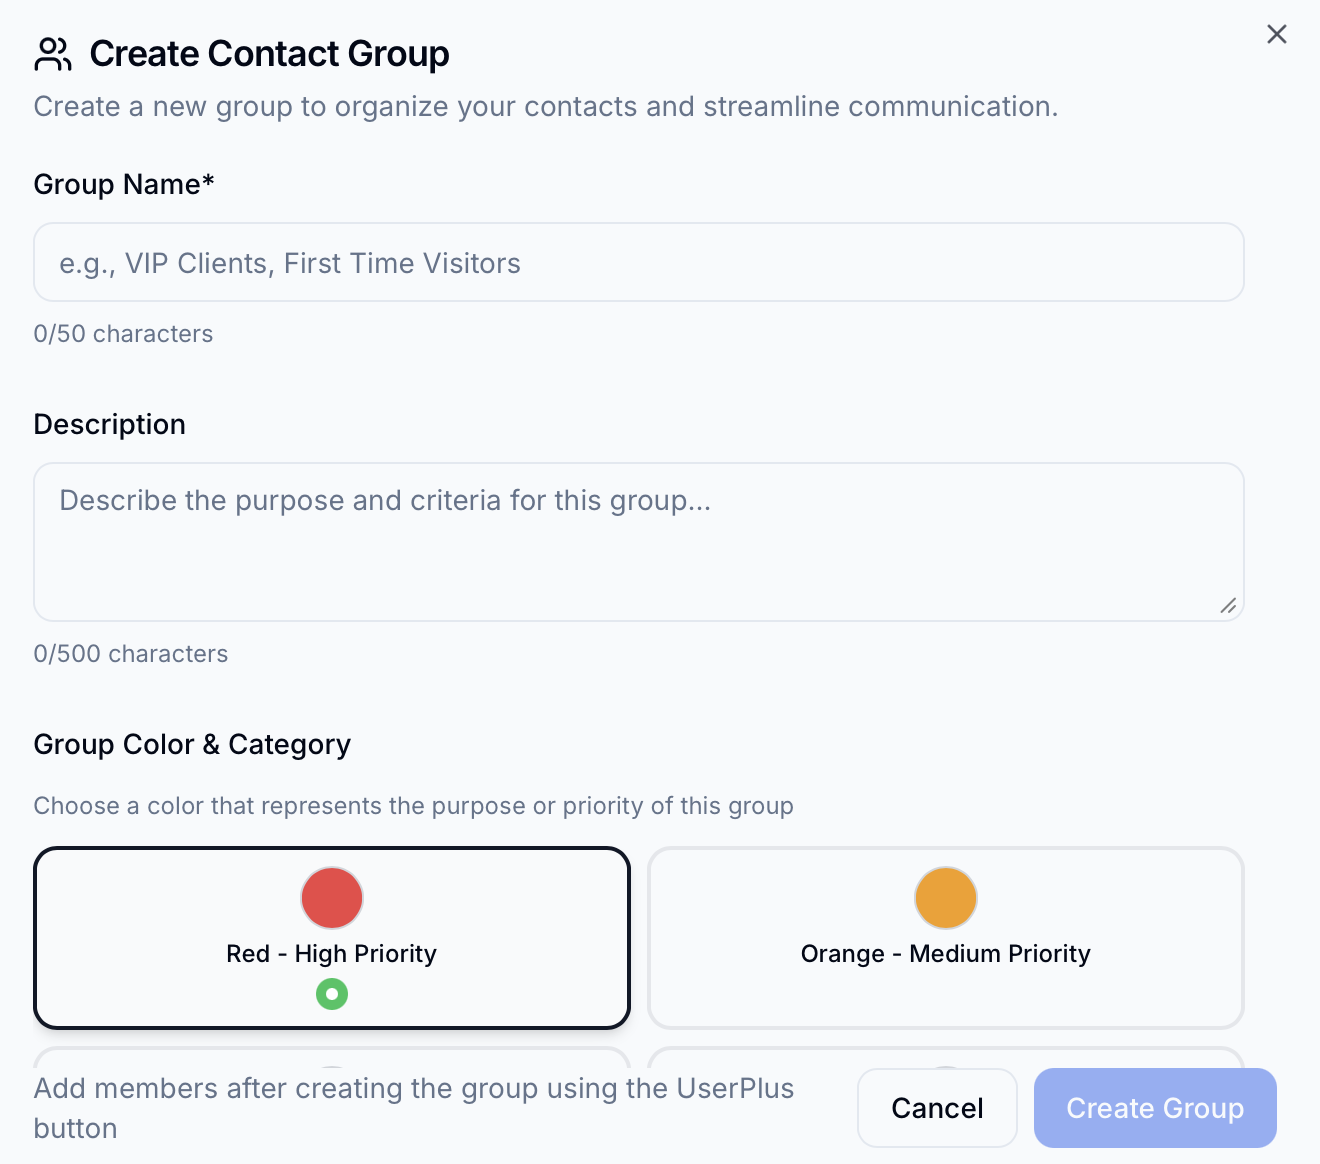 Create Contact Group
Create a new group to organize your contacts and streamline communication.
Group Name*
e.g., VIP Clients, First Time Visitors
0/50 characters
Description
Describe the purpose and criteria for this group...
0/500 characters
Group Color & Category
Choose a color that represents the purpose or priority of this group
Red - High Priority
Orange - Medium Priority
Add members after creating the group using the UserPlus
button
Cancel
Create Group